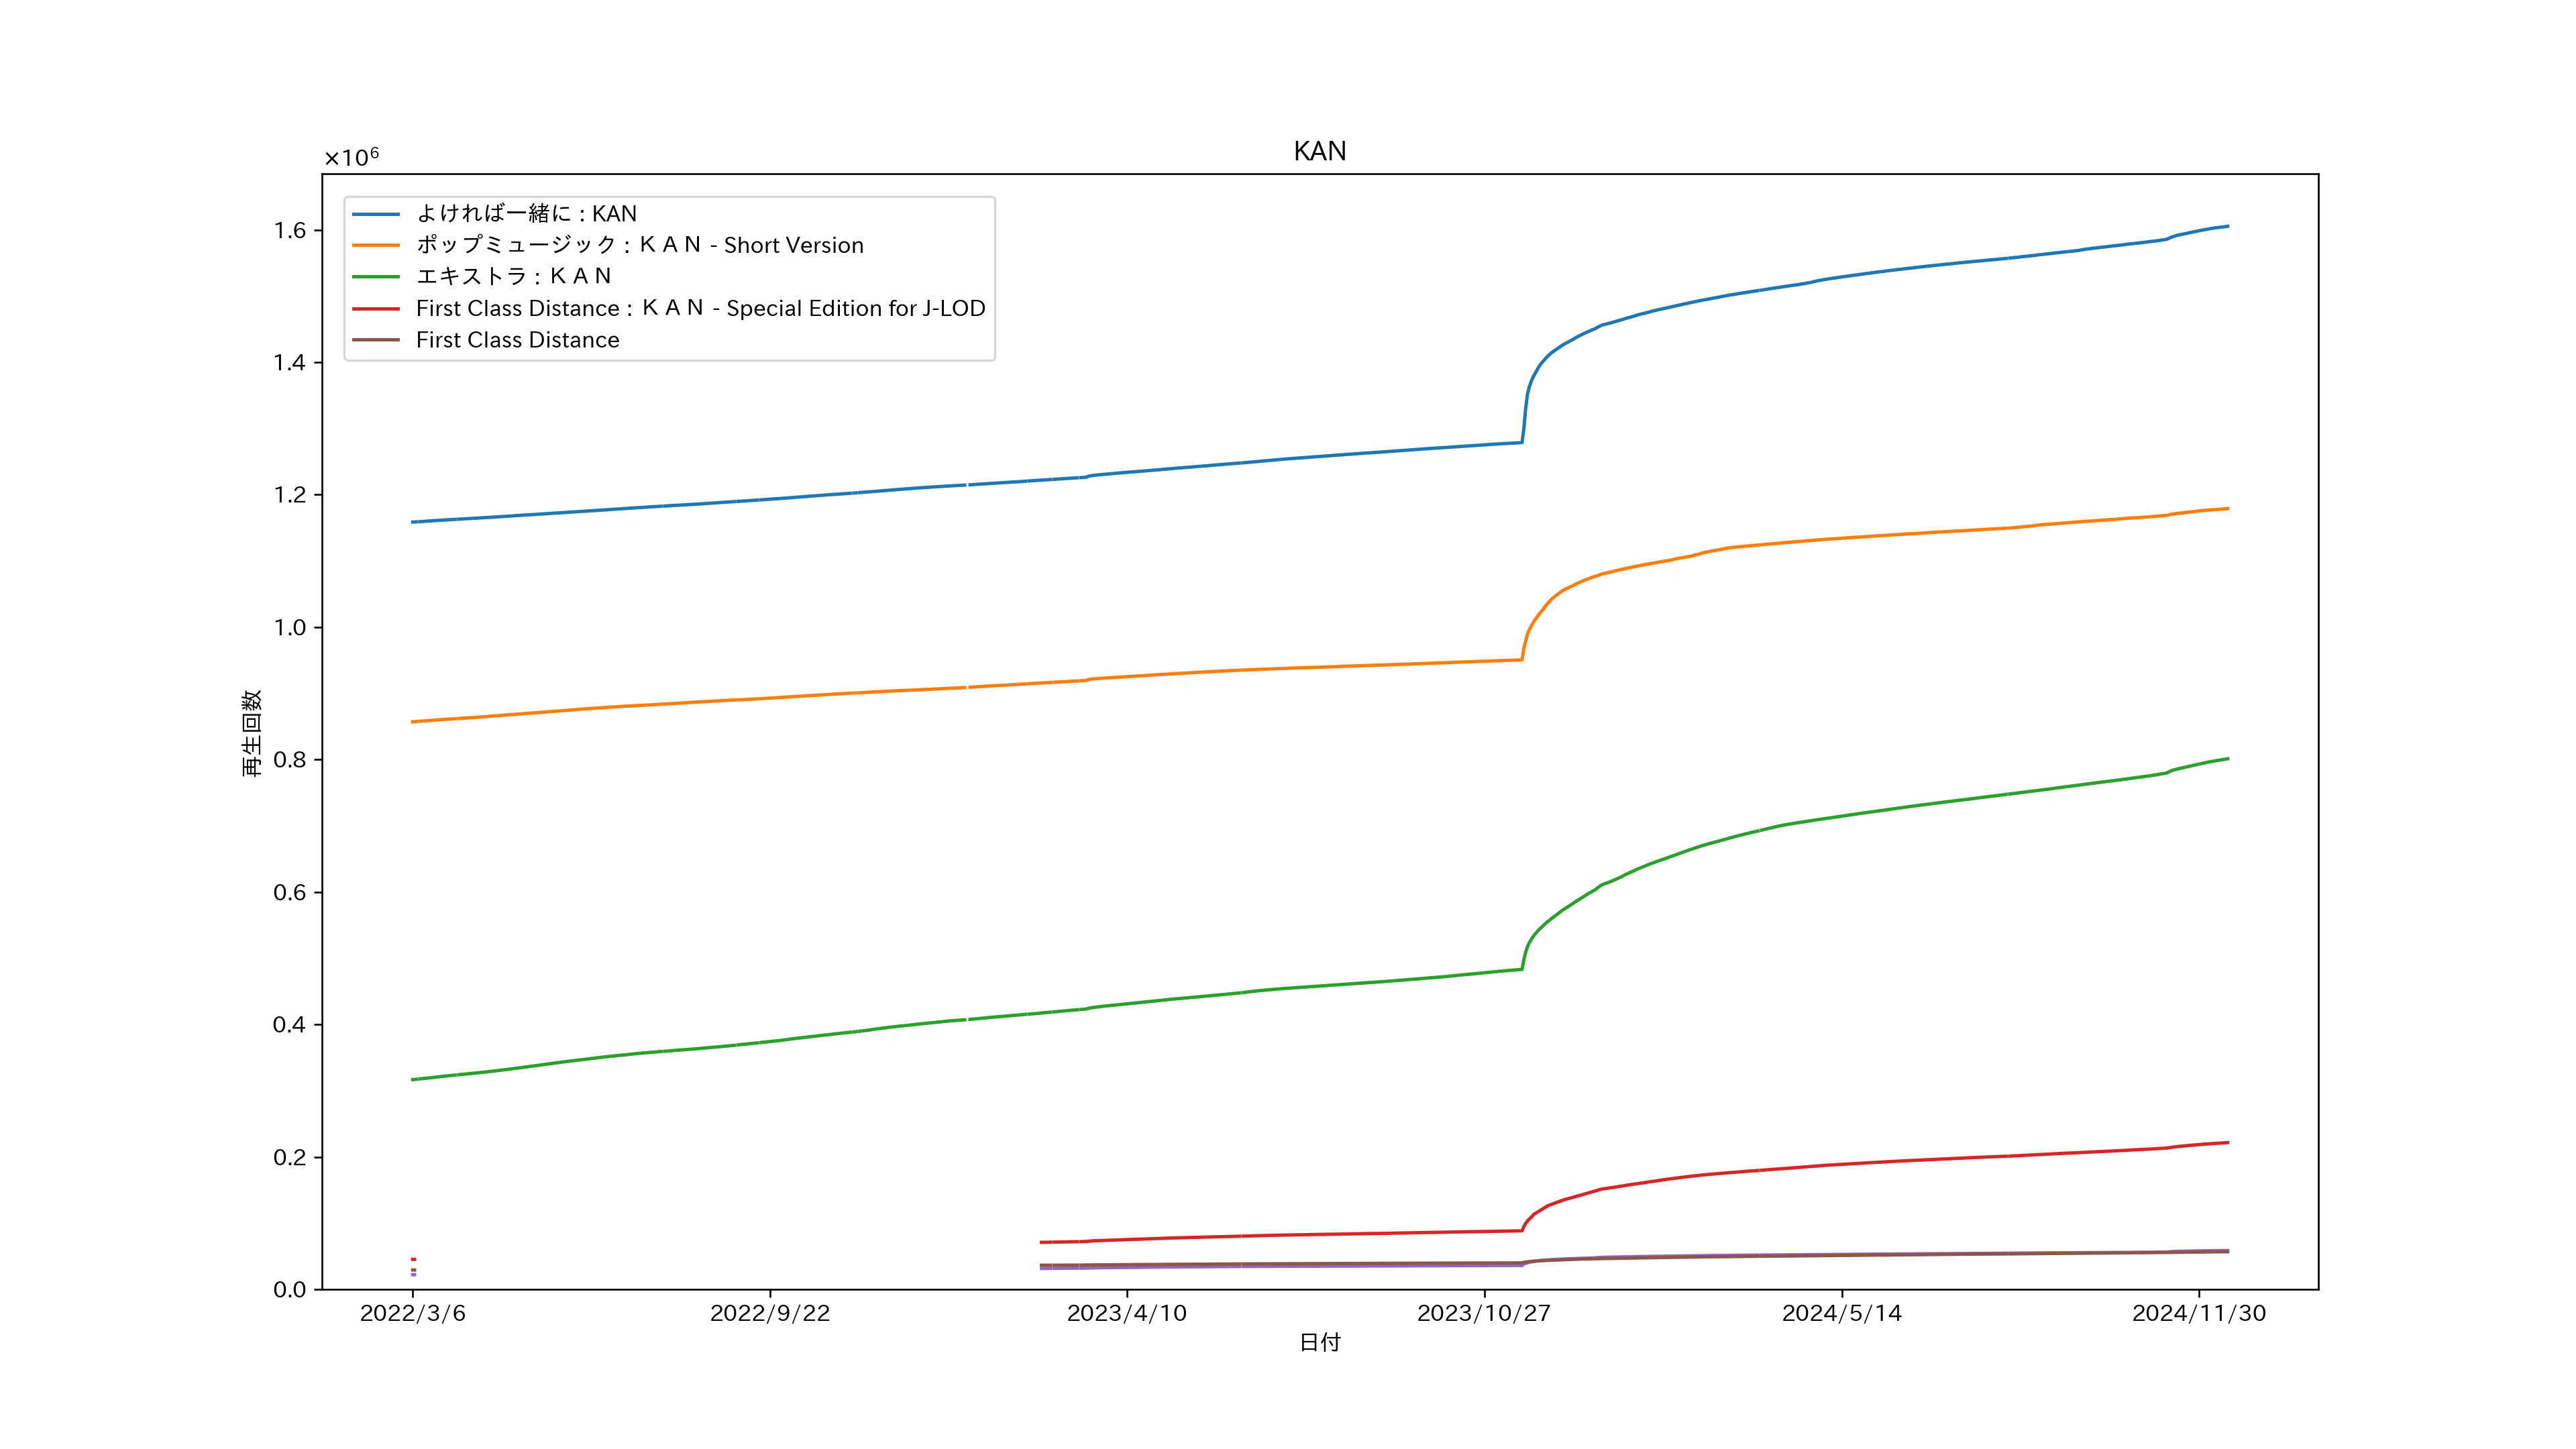 KAN
×10⁶
よければ一緒に : KAN
ポップミュージック : ＫＡＮ - Short Version
エキストラ : ＫＡＮ
First Class Distance : ＫＡＮ - Special Edition for J-LOD
First Class Distance
1.6
1.4
1.2
1.0
0.8
0.6
0.4
0.2
0.0
再生回数
2022/3/6
2022/9/22
2023/4/10
2023/10/27
2024/5/14
2024/11/30
日付